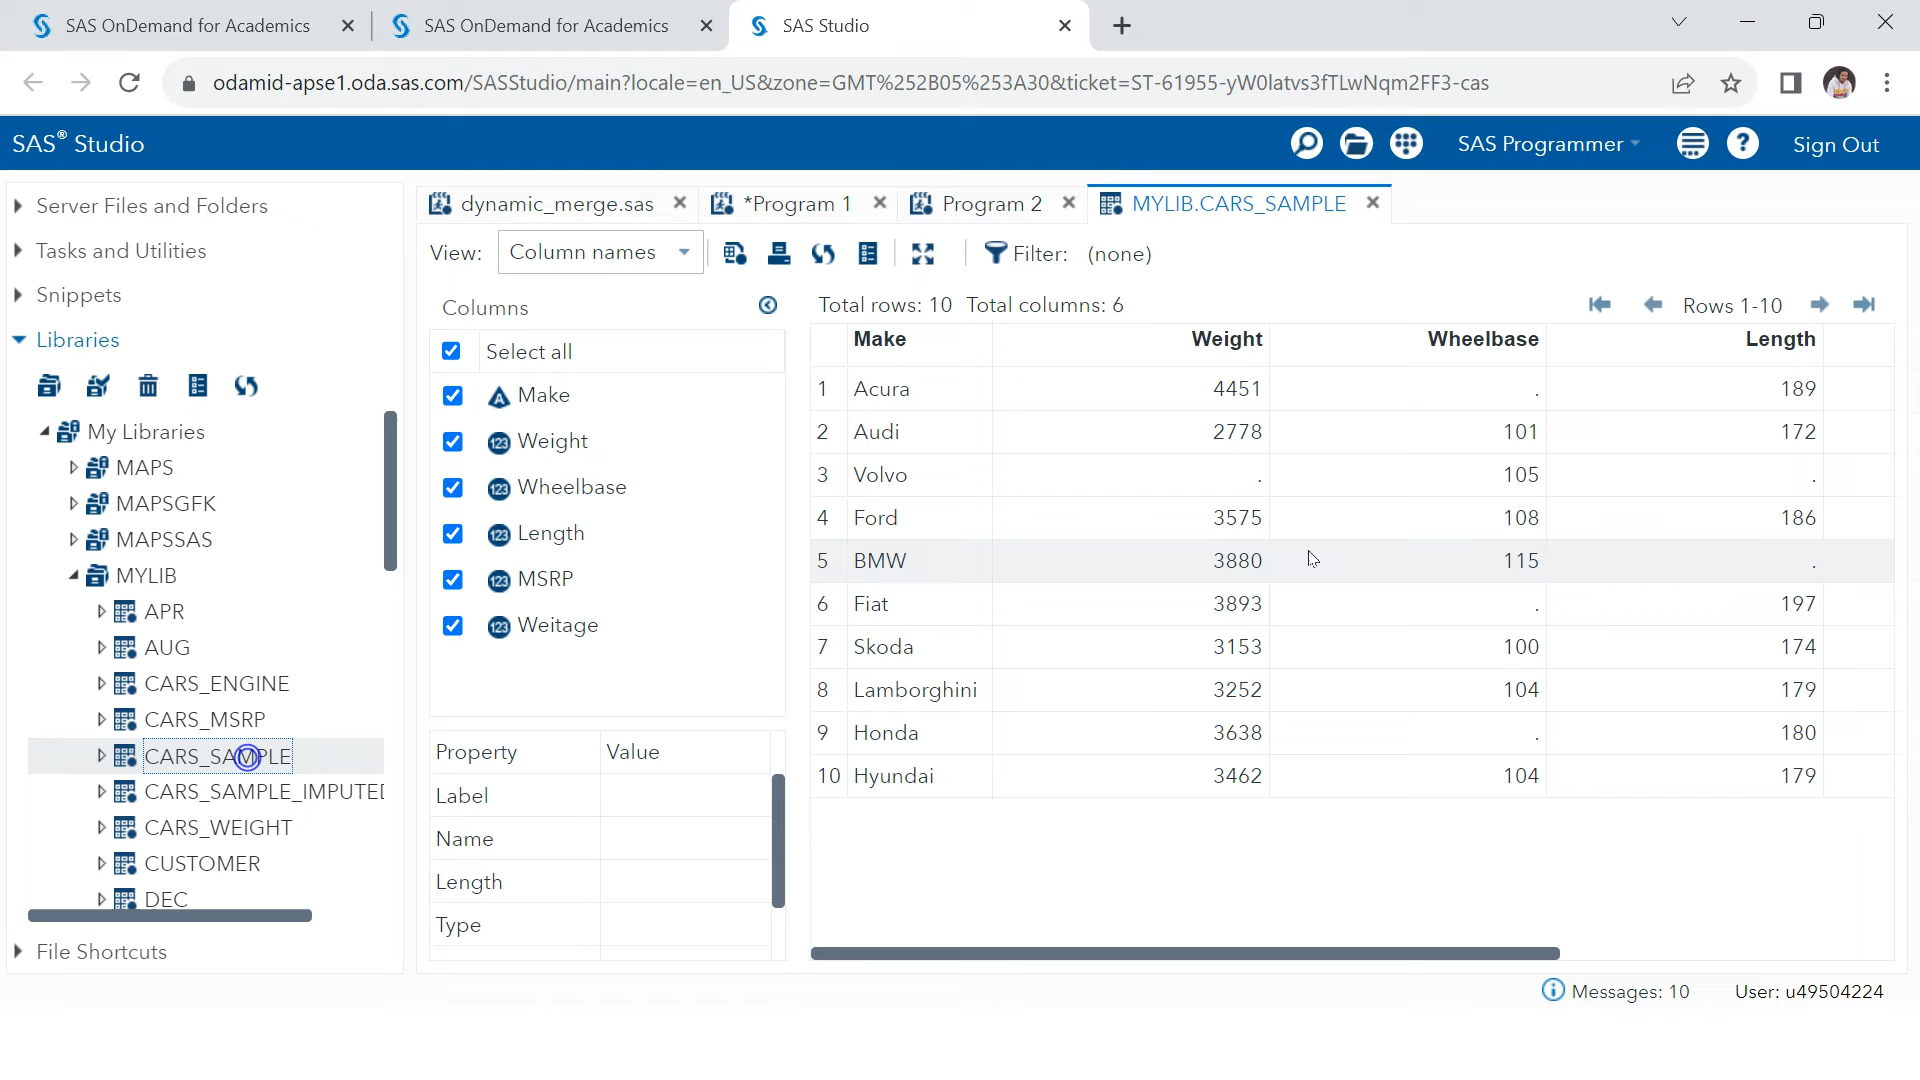 SAS OnDemand for Academics
SAS OnDemand for Academics
SAS Studio
odamid-apse1.oda.sas.com/SASStudio/main?locale=en_US&zone=GMT%252B05%253A30&ticket=ST-61955-yW0latvs3fTLwNqm2FF3-cas
SAS® Studio
SAS Programmer
?
Sign Out
Server Files and Folders
Tasks and Utilities
Snippets
Libraries
My Libraries
MAPS
MAPSGFK
MAPSSAS
MYLIB
APR
AUG
CARS_ENGINE
CARS_MSRP
CARS_SAMPLE
CARS_SAMPLE_IMPUTED
CARS_WEIGHT
CUSTOMER
DEC
File Shortcuts
dynamic_merge.sas
*Program 1
Program 2
MYLIB.CARS_SAMPLE
View: Column names
Filter: (none)
Columns
Select all
Make
123 Weight
123 Wheelbase
123 Length
123 MSRP
123 Weitage
Property Value
Label
Name
Length
Type
Total rows: 10 Total columns: 6
Rows 1-10
Make Weight Wheelbase Length
1 Acura 4451 . 189
2 Audi 2778 101 172
3 Volvo . 105 .
4 Ford 3575 108 186
5 BMW 3880 115 .
6 Fiat 3893 . 197
7 Skoda 3153 100 174
8 Lamborghini 3252 104 179
9 Honda 3638 . 180
10 Hyundai 3462 104 179
Messages: 10
User: u49504224